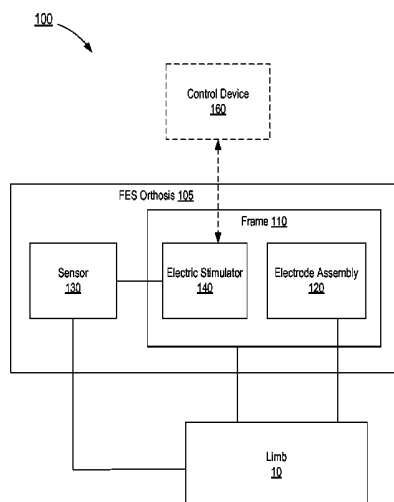 100
Control Device
160
FES Orthosis 105
Frame 110
Sensor
130
Electric Stimulator
140
Electrode Assembly
120
Limb
10